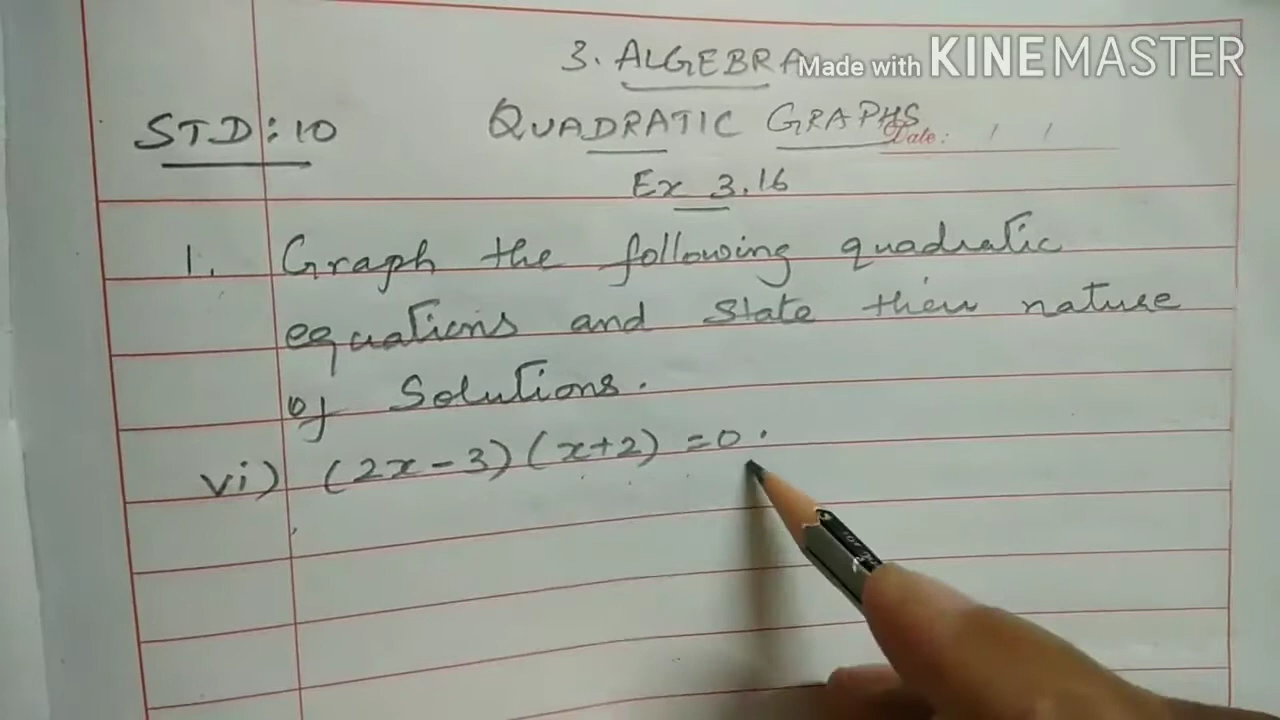 3. ALGEBRA
Made with KINEMASTER
STD: 10
QUADRATIC GRAPHS
Date: / /
Ex 3.16
1. Graph the following quadratic
equations and state their nature
of Solutions.
vi) (2x-3)(x+2) =0.